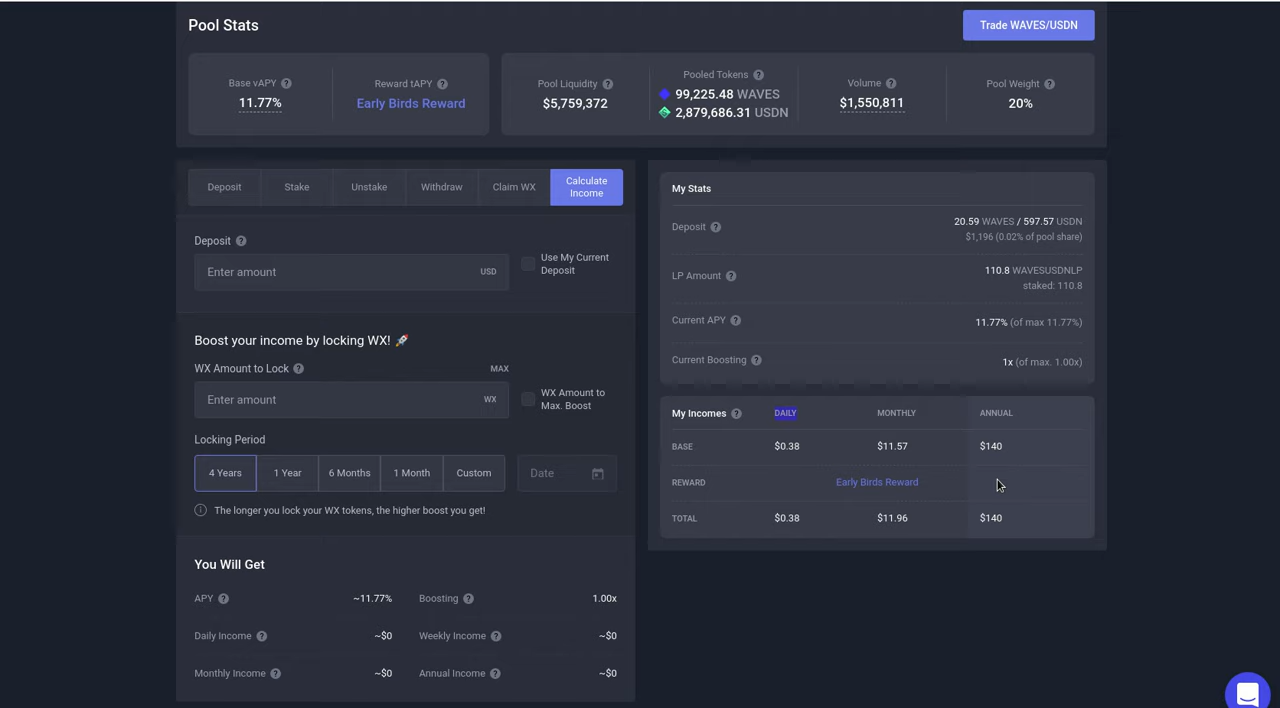 Pool Stats
Trade WAVES/USDN
Base vAPY
11.77%
Reward tAPY
Early Birds Reward
Pool Liquidity
$5,759,372
Pooled Tokens
99,225.48 WAVES
2,879,686.31 USDN
Volume
$1,550,811
Pool Weight
20%
Deposit
Stake
Unstake
Withdraw
Claim WX
Calculate
Income
Deposit
Enter amount USD
Use My Current
Deposit
Boost your income by locking WX! 🚀
WX Amount to Lock MAX
Enter amount WX
WX Amount to
Max. Boost
Locking Period
4 Years
1 Year
6 Months
1 Month
Custom
Date
The longer you lock your WX tokens, the higher boost you get!
You Will Get
APY ~11.77%
Boosting 1.00x
Daily Income ~$0
Weekly Income ~$0
Monthly Income ~$0
Annual Income ~$0
My Stats
Deposit 20.59 WAVES / 597.57 USDN
$1,196 (0.02% of pool share)
LP Amount 110.8 WAVESUSDNLP
staked: 110.8
Current APY 11.77% (of max 11.77%)
Current Boosting 1x (of max. 1.00x)
My Incomes DAILY MONTHLY ANNUAL
BASE $0.38 $11.57 $140
REWARD Early Birds Reward
TOTAL $0.38 $11.96 $140